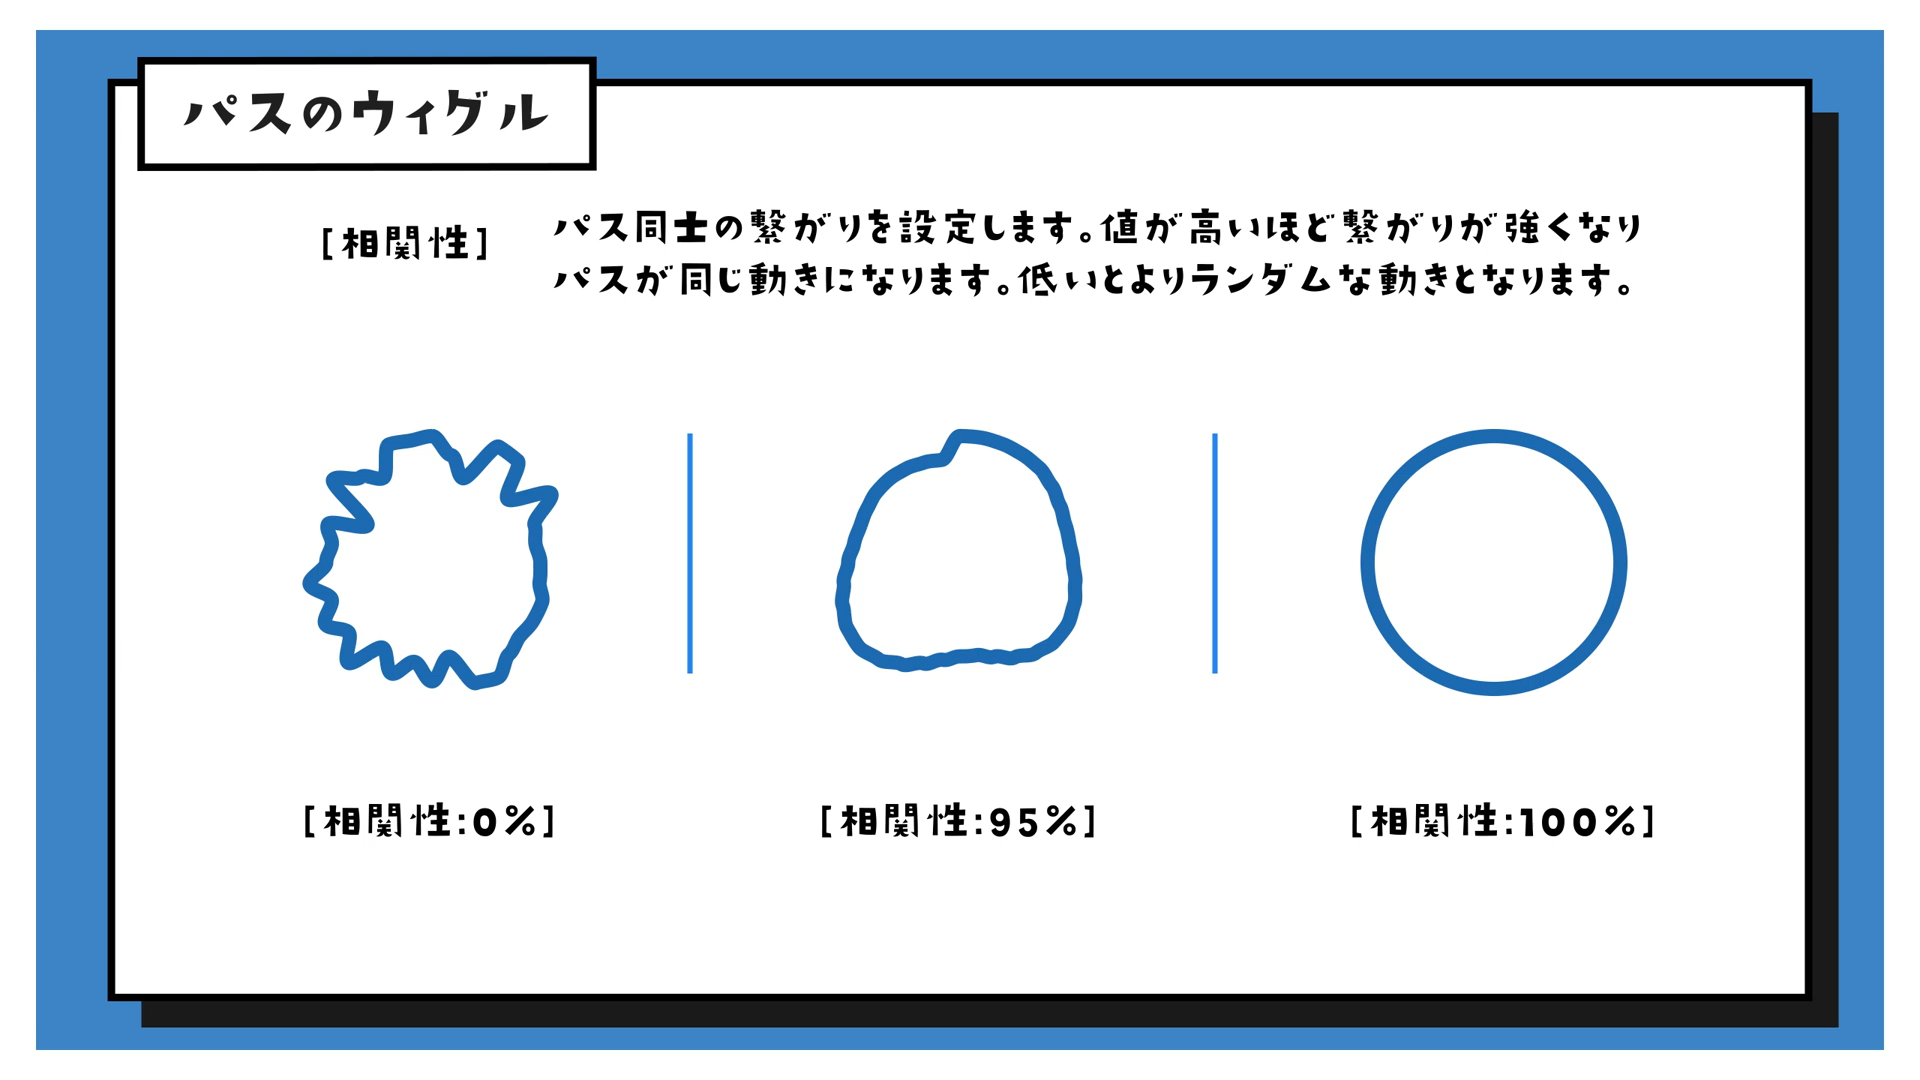 パスのウィグル
[相関性]
パス同士の繋がりを設定します。値が高いほど繋がりが強くなり
パスが同じ動きになります。低いとよりランダムな動きとなります。
[相関性:0%]
[相関性:95%]
[相関性:100%]